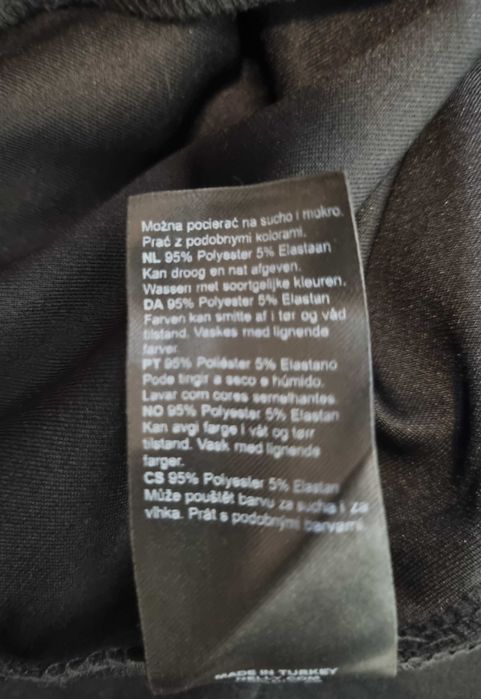 Można pocierać na sucho i mokro.
Prać z podobnymi kolorami.
NL 95% Polyester 5% Elastaan
Kan droog en nat afgeven.
Wassen met soortgelijke kleuren.
DA 95% Polyester 5% Elastan
Farven kan smitte af i tør og våd
tilstand. Vaskes med lignende
farver.
PT 95% Poliéster 5% Elastano
Pode tingir a seco e húmido.
Lavar com cores semelhantes.
NO 95% Polyester 5% Elastan
Kan avgi farge i våt og tørr
tilstand. Vask med lignende
farger.
CS 95% Polyester 5% Elastan
Může pouštět barvu za sucha i za
vlhka. Prát s podobnými barvami.
MADE IN TURKEY
NELLY.COM